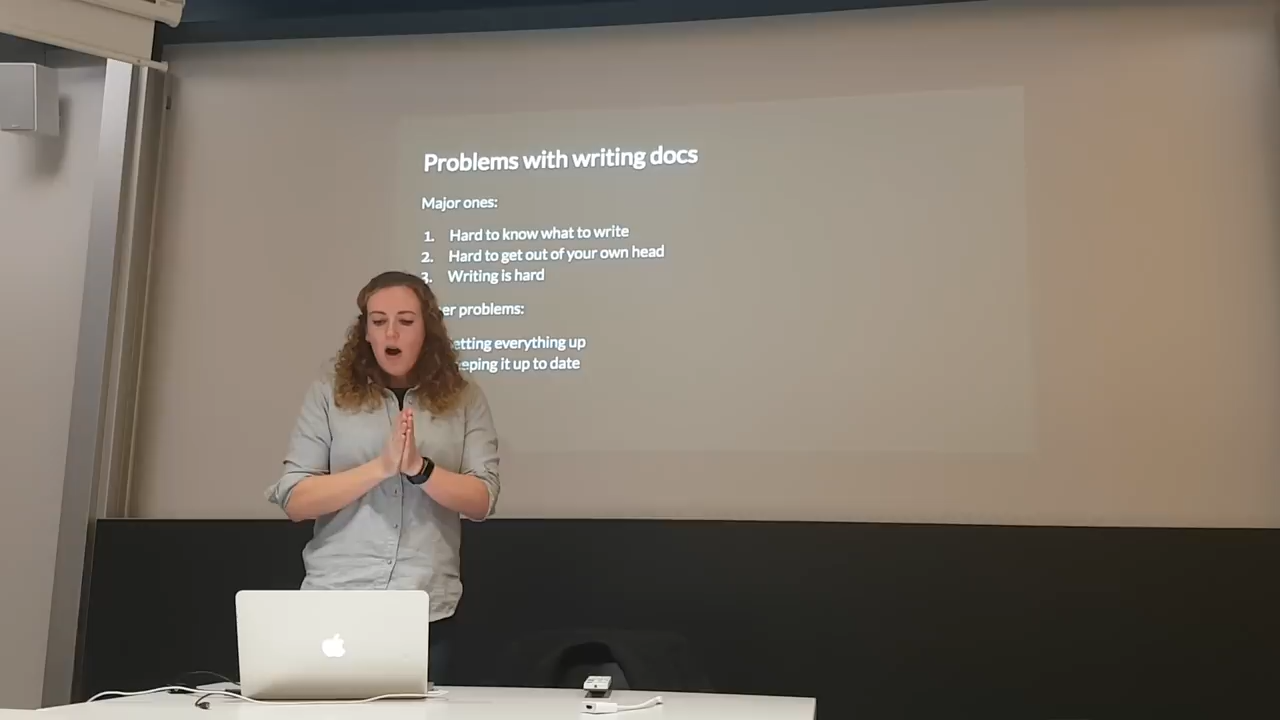 Problems with writing docs
Major ones:
1. Hard to know what to write
2. Hard to get out of your own head
3. Writing is hard
problems:
everything up
it up to date